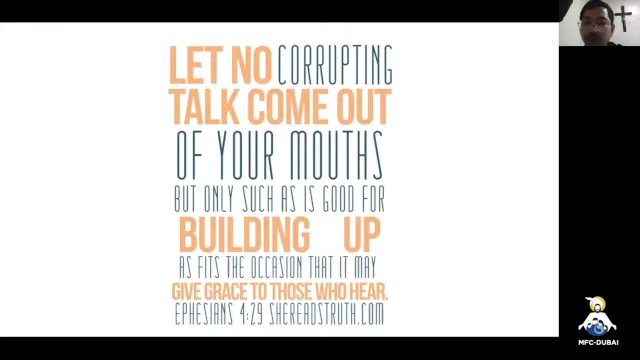 LET NO CORRUPTING
TALK COME OUT
OF YOUR MOUTHS
BUT ONLY SUCH AS IS GOOD FOR
BUILDING UP
AS FITS THE OCCASION THAT IT MAY
GIVE GRACE TO THOSE WHO HEAR.
EPHESIANS 4:29 SHEREADSTRUTH.COM
MFC-DUBAI